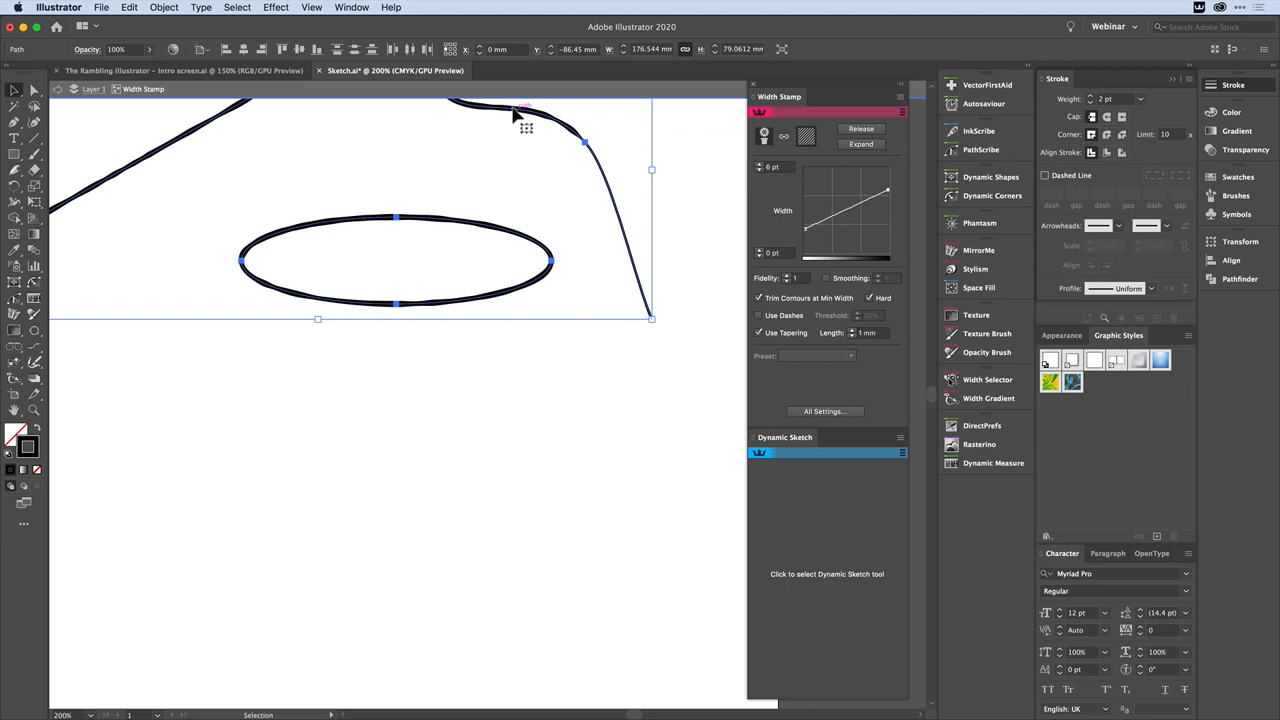 Illustrator File Edit Object Type Select Effect View Window Help
Adobe Illustrator 2020
Webinar
Search Adobe Stock
Path
Opacity: 100%
X: 0 mm Y: -86.45 mm W: 176.544 mm H: 79.0612 mm
× The Rambling Illustrator - Intro screen.ai @ 150% (RGB/GPU Preview)
× Sketch.ai* @ 200% (CMYK/GPU Preview)
Layer 1 Width Stamp
path
Width Stamp
Release
Expand
6 pt
Width
0 pt
Fidelity: 1 Smoothing: 1
Trim Contours at Min Width Hard
Use Dashes Threshold: 20%
Use Tapering Length: 1 mm
Preset:
All Settings...
Dynamic Sketch
Click to select Dynamic Sketch tool
VectorFirstAid
Autosaviour
InkScribe
PathScribe
Dynamic Shapes
Dynamic Corners
Phantasm
MirrorMe
Stylism
Space Fill
Texture
Texture Brush
Opacity Brush
Width Selector
Width Gradient
DirectPrefs
Rasterino
Dynamic Measure
Stroke
Weight: 2 pt
Cap:
Corner: Limit: 10 x
Align Stroke:
Dashed Line
dash gap dash gap dash gap
Arrowheads:
Scale: 100% 100%
Align:
Profile: Uniform
Appearance Graphic Styles
Character Paragraph OpenType
Myriad Pro
Regular
12 pt (14.4 pt)
Auto 0
100% 100%
0 pt 0°
English: UK
Stroke
Color
Gradient
Transparency
Swatches
Brushes
Symbols
Transform
Align
Pathfinder
200% 1 Selection